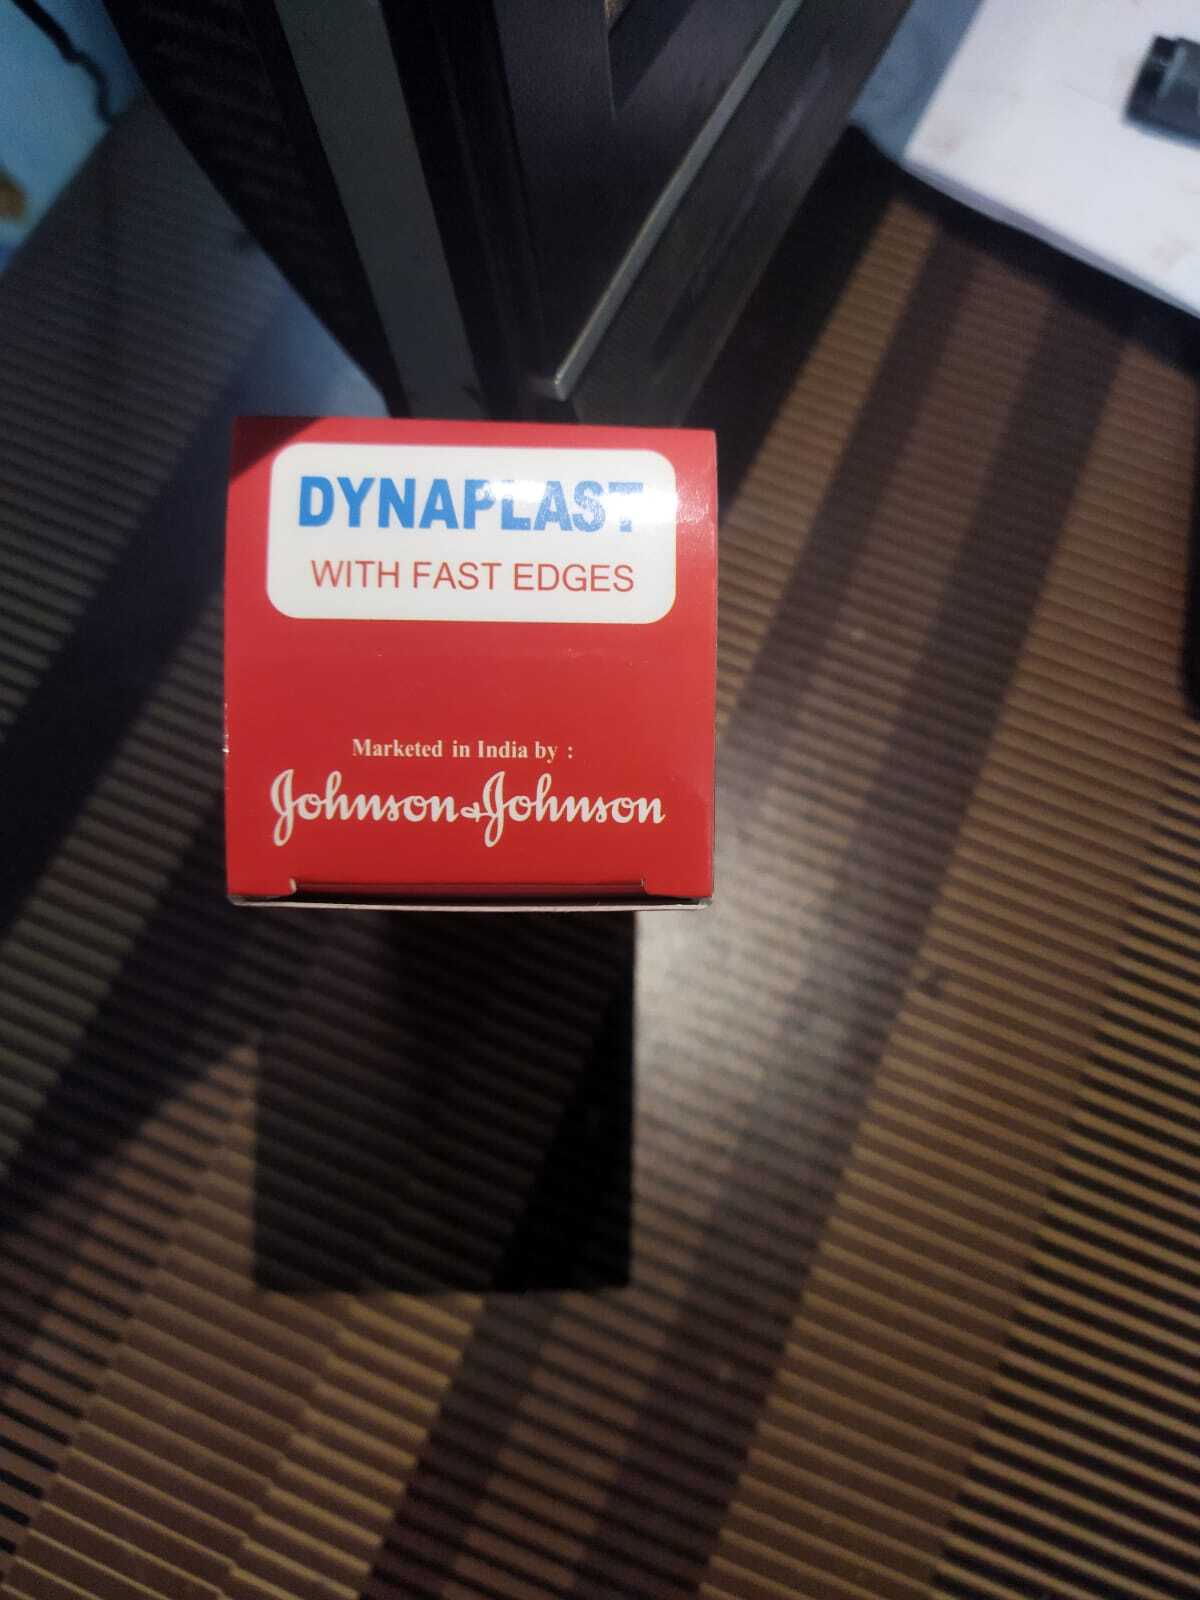 DYNAPLAST
WITH FAST EDGES
Marketed in India by :
Johnson & Johnson